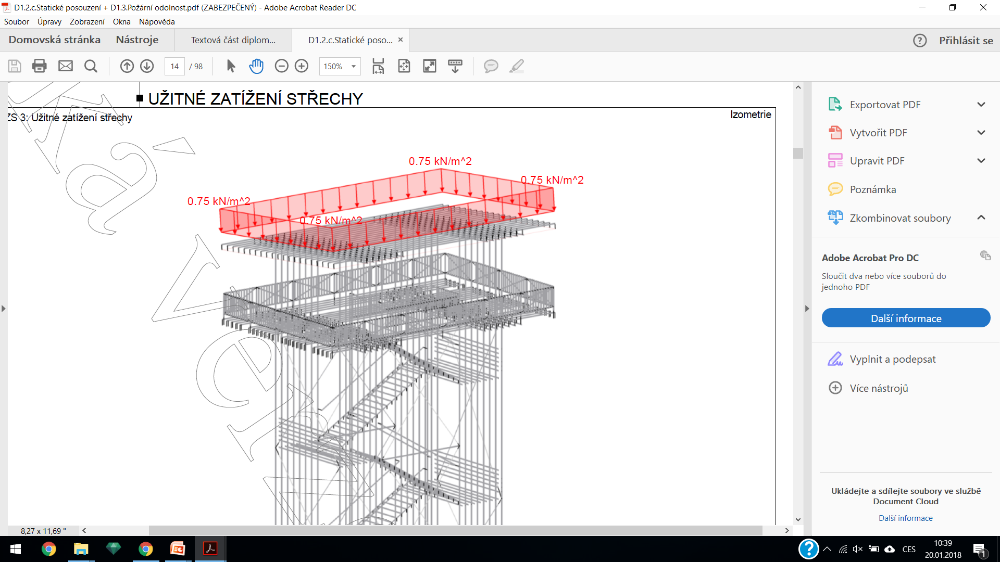 D1.2.c.Statické posouzení + D1.3.Požární odolnost.pdf (ZABEZPEČENÝ) - Adobe Acrobat Reader DC
Soubor Úpravy Zobrazení Okna Nápověda
Domovská stránka Nástroje Textová část diplom... D1.2.c.Statické poso... × ? Přihlásit se
14 / 98 150%
UŽITNÉ ZATÍŽENÍ STŘECHY
ZS 3: Užitné zatížení střechy
Izometrie
0.75 kN/m^2
0.75 kN/m^2
0.75 kN/m^2
0.75 kN/m^2
Exportovat PDF
Vytvořit PDF
Upravit PDF
Poznámka
Zkombinovat soubory
Adobe Acrobat Pro DC
Sloučit dva nebo více souborů do
jednoho PDF
Další informace
Vyplnit a podepsat
Více nástrojů
Ukládejte a sdílejte soubory ve službě
Document Cloud
Další informace
8,27 x 11,69 "
CES
10:39
20.01.2018
1